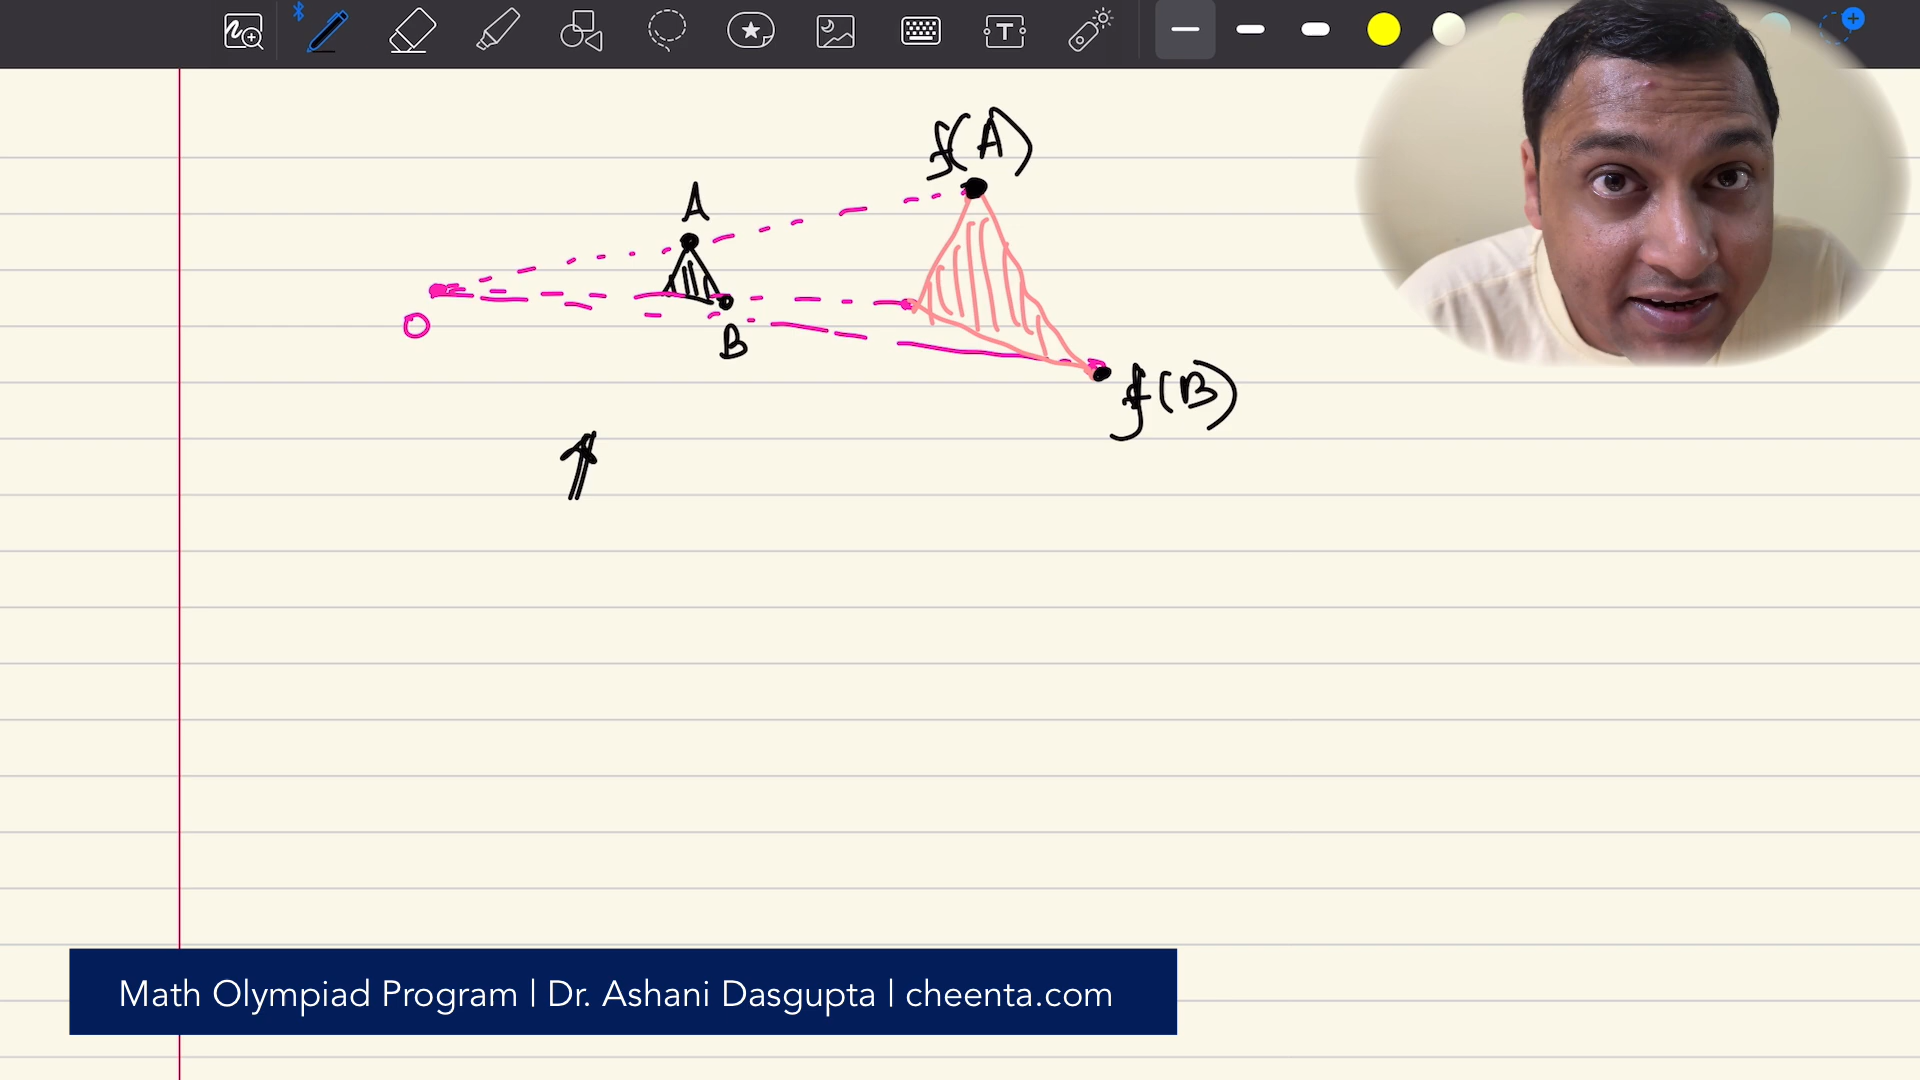 T
f(A)
A
O
B
f(B)
Math Olympiad Program | Dr. Ashani Dasgupta | cheenta.com